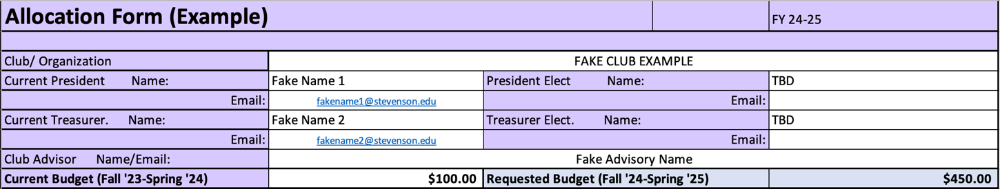 Allocation Form (Example) FY 24-25
Club/ Organization FAKE CLUB EXAMPLE
Current President Name: Fake Name 1 President Elect Name: TBD
Email: fakename1@stevenson.edu Email:
Current Treasurer. Name: Fake Name 2 Treasurer Elect. Name: TBD
Email: fakename2@stevenson.edu Email:
Club Advisor Name/Email: Fake Advisory Name
Current Budget (Fall '23-Spring '24) $100.00 Requested Budget (Fall '24-Spring '25) $450.00